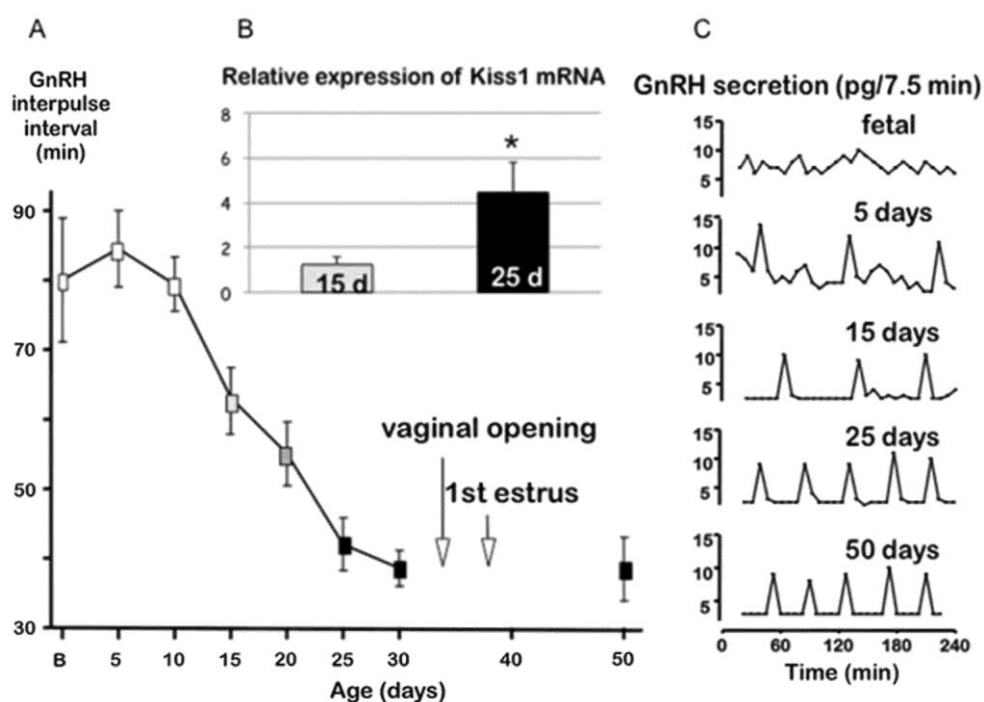 A
B
C
GnRH
interpulse
interval
(min)
90
70
50
30
B 5 10 15 20 25 30 40 50
Age (days)
vaginal opening
1st estrus
Relative expression of Kiss1 mRNA
8
6
4
2
0
*
15 d
25 d
GnRH secretion (pg/7.5 min)
fetal
15
10
5
5 days
15
10
5
15 days
15
10
5
25 days
15
10
5
50 days
15
10
5
0 60 120 180 240
Time (min)